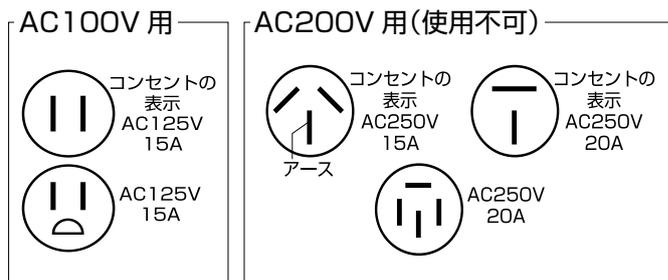 AC100V 用
コンセントの
表示
AC125V
15A
AC125V
15A
AC200V 用(使用不可)
コンセントの
表示
AC250V
15A
アース
コンセントの
表示
AC250V
20A
AC250V
20A